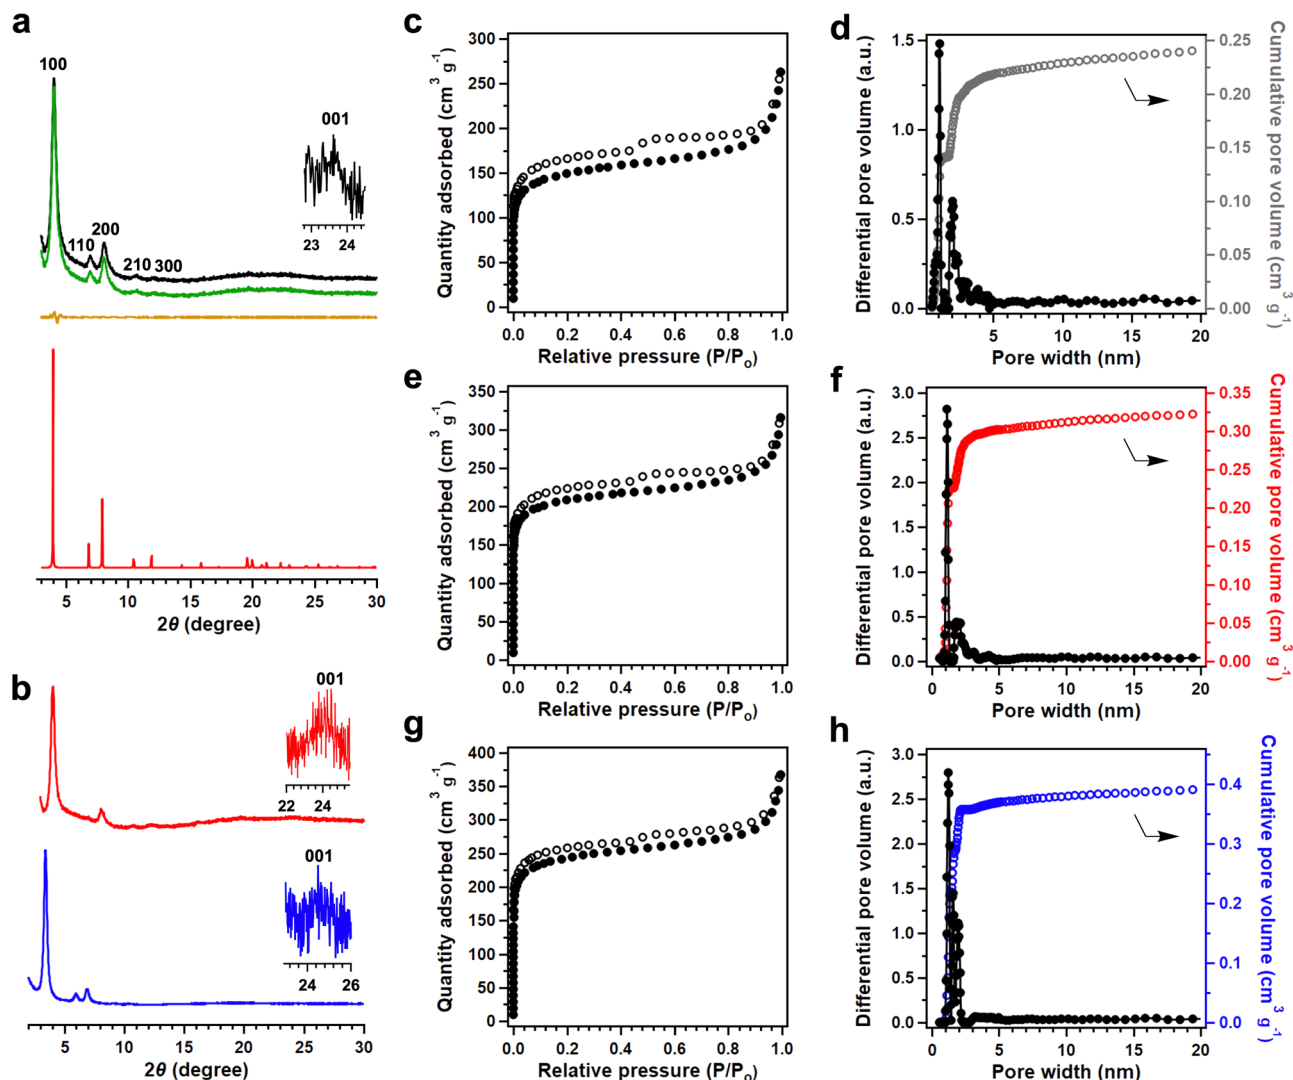 a
100
110
200
210
300
001
23 24
5 10 15 20 25 30
2θ (degree)
b
001
22 24
001
24 26
5 10 15 20 25 30
2θ (degree)
c
300
250
200
150
100
50
0
Quantity adsorbed (cm³ g⁻¹)
0.0 0.2 0.4 0.6 0.8 1.0
Relative pressure (P/Pₒ)
d
1.5
1.0
0.5
0.0
Differential pore volume (a.u.)
0.25
0.20
0.15
0.10
0.05
0.00
Cumulative pore volume (cm³ g⁻¹)
5 10 15 20
Pore width (nm)
e
350
300
250
200
150
100
50
0
Quantity adsorbed (cm³ g⁻¹)
0.0 0.2 0.4 0.6 0.8 1.0
Relative pressure (P/Pₒ)
f
3.0
2.5
2.0
1.5
1.0
0.5
0.0
Differential pore volume (a.u.)
0.35
0.30
0.25
0.20
0.15
0.10
0.05
0.00
Cumulative pore volume (cm³ g⁻¹)
0 5 10 15 20
Pore width (nm)
g
400
350
300
250
200
150
100
50
0
Quantity adsorbed (cm³ g⁻¹)
0.0 0.2 0.4 0.6 0.8 1.0
Relative pressure (P/Pₒ)
h
3.0
2.5
2.0
1.5
1.0
0.5
0.0
Differential pore volume (a.u.)
0.4
0.3
0.2
0.1
0.0
Cumulative pore volume (cm³ g⁻¹)
0 5 10 15 20
Pore width (nm)